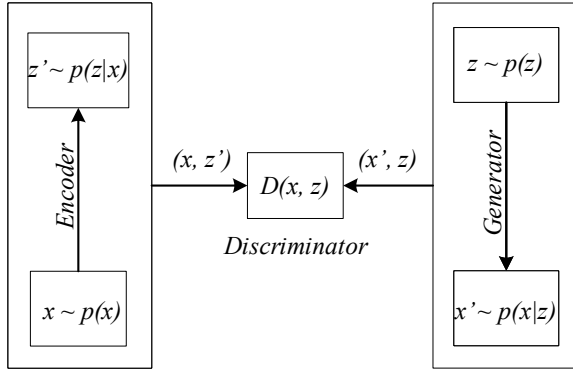 z’ ~ p(z|x)
Encoder
x ~ p(x)
(x, z’)
D(x, z)
Discriminator
(x’, z)
z ~ p(z)
Generator
x’ ~ p(x|z)